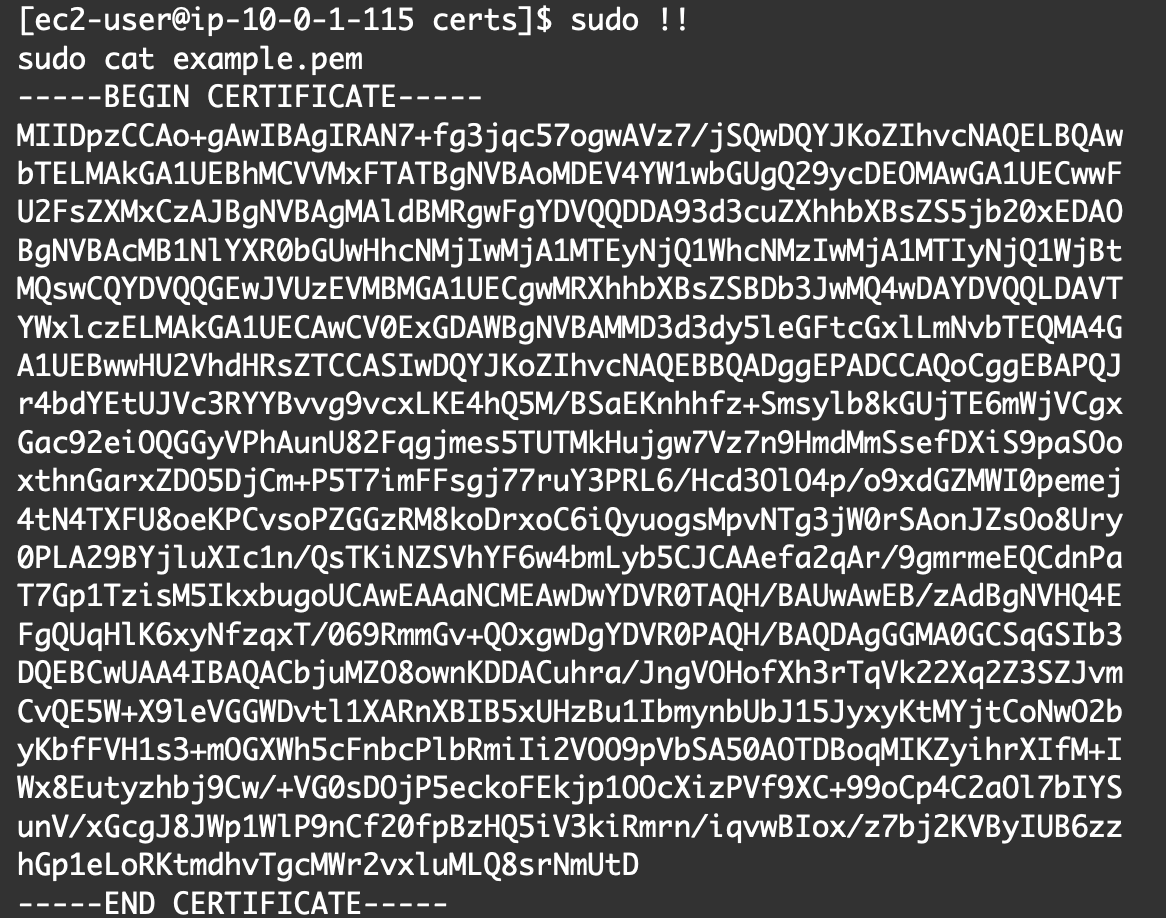 [ec2-user@ip-10-0-1-115 certs]$ sudo !!
sudo cat example.pem
-----BEGIN CERTIFICATE-----
MIIDpzCCAo+gAwIBAgIRAN7+fg3jqc57ogwAVz7/jSQwDQYJKoZIhvcNAQELBQAw
bTELMAkGA1UEBhMCVVMxFTATBgNVBAoMDEV4YW1wbGUgQ29ycDEOMAwGA1UECwwF
U2FsZXMxCzAJBgNVBAgMAldBMRgwFgYDVQQDDA93d3cuZXhhbXBsZS5jb20xEDAO
BgNVBAcMB1NlYXR0bGUwHhcNMjIwMjA1MTEyNjQ1WhcNMzIwMjA1MTIyNjQ1WjBt
MQswCQYDVQQGEwJVUzEVMBMGA1UECgwMRXhhbXBsZSBDb3JwMQ4wDAYDVQQLDAVT
YWxlczELMAkGA1UECAwCV0ExGDAWBgNVBAMMD3d3dy5leGFtcGxlLmNvbTEQMA4G
A1UEBwwHU2VhdHRsZTCCASIwDQYJKoZIhvcNAQEBBQADggEPADCCAQoCggEBAPQJ
r4bdYEtUJVc3RYYBvvg9vcxLKE4hQ5M/BSaEKnhhfz+Smsylb8kGUjTE6mWjVCgx
Gac92eiOQGGyVPhAunU82Fqgjmes5TUTMkHujgw7Vz7n9HmdMmSsefDXiS9paSOo
xthnGarxZDO5DjCm+P5T7imFFsgj77ruY3PRL6/Hcd3OlO4p/o9xdGZMWI0pemej
4tN4TXFU8oeKPCvsoPZGGzRM8koDrxoC6iQyuogsMpvNTg3jW0rSAonJZsOo8Ury
0PLA29BYjluXIc1n/QsTKiNZSVhYF6w4bmLyb5CJCAAefa2qAr/9gmrmeEQCdnPa
T7Gp1TzisM5IkxbugoUCAwEAAaNCMEAwDwYDVR0TAQH/BAUwAwEB/zAdBgNVHQ4E
FgQUqHlK6xyNfzqxT/069RmmGv+QOxgwDgYDVR0PAQH/BAQDAgGGMA0GCSqGSIb3
DQEBCwUAA4IBAQACbjuMZO8ownKDDACuhra/JngVOHofXh3rTqVk22Xq2Z3SZJvm
CvQE5W+X9leVGGWDvtl1XARnXBIB5xUHzBu1IbmynbUbJ15JyxyKtMYjtCoNwO2b
yKbfFVH1s3+mOGXWh5cFnbcPlbRmiIi2VOO9pVbSA50AOTDBoqMIKZyihrXIfM+I
Wx8Eutyzhbj9Cw/+VG0sDOjP5eckoFEkjp1OOcXizPVf9XC+99oCp4C2aOl7bIYS
unV/xGcgJ8JWp1WlP9nCf20fpBzHQ5iV3kiRmrn/iqvwBIox/z7bj2KVByIUB6zz
hGp1eLoRKtmdhvTgcMWr2vxluMLQ8srNmUtD
-----END CERTIFICATE-----